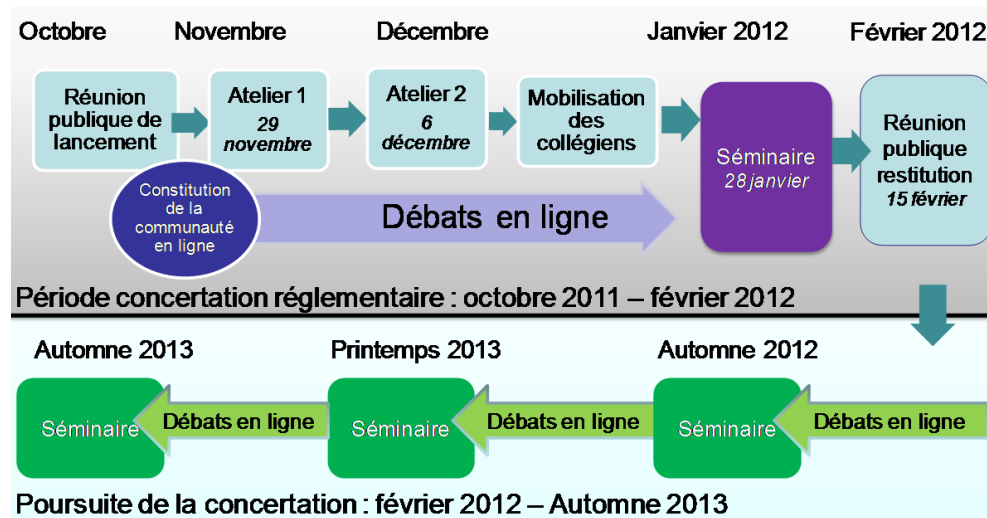 Octobre
Novembre
Décembre
Janvier 2012
Février 2012
Réunion
publique de
lancement
Atelier 1
29
novembre
Atelier 2
6
décembre
Mobilisation
des
collégiens
Séminaire
28 janvier
Réunion
publique
restitution
15 février
Constitution
de la
communauté
en ligne
Débats en ligne
Période concertation réglementaire : octobre 2011 – février 2012
Automne 2013
Printemps 2013
Automne 2012
Séminaire
Débats en ligne
Séminaire
Débats en ligne
Séminaire
Débats en ligne
Poursuite de la concertation : février 2012 – Automne 2013